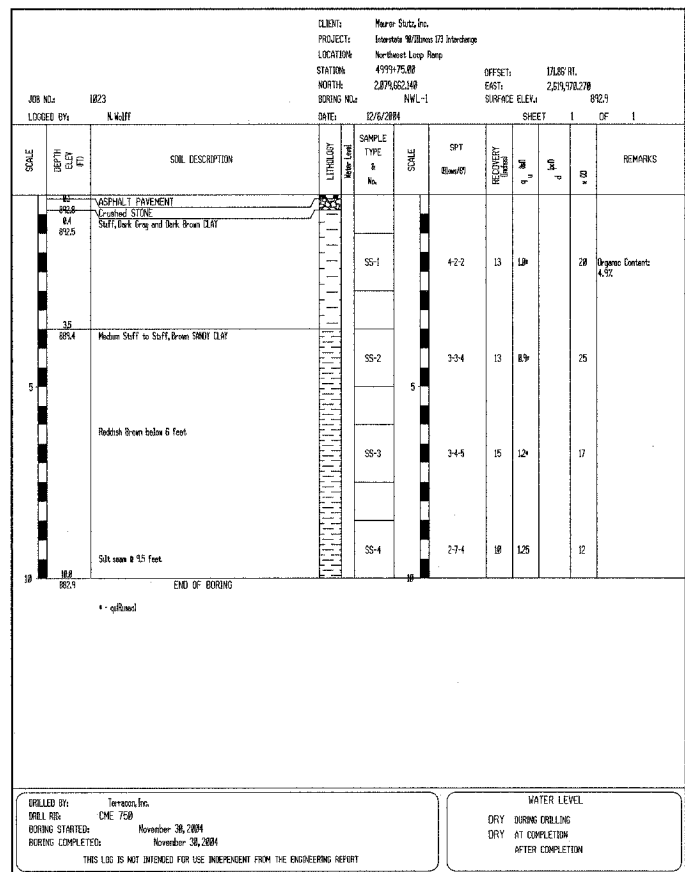 CLIENT: Maurer Stutz, Inc.
PROJECT: Interstate 90/Illinois 173 Interchange
LOCATION: Northwest Loop Ramp
STATION: 4999+75.00 OFFSET: 171.86' RT.
NORTH: 2,079,662.140 EAST: 2,619,970.270
JOB NO.: 1023 BORING NO.: NWL-1 SURFACE ELEV.: 892.9
LOGGED BY: N. Wolff DATE: 12/6/2004 SHEET 1 OF 1
SCALE DEPTH ELEV (FT) SOIL DESCRIPTION LITHOLOGY Water Level SAMPLE TYPE & No. SCALE SPT (Blows/6") RECOVERY (inches) q u (tsf) d (pcf) w (%) REMARKS
0.1 ASPHALT PAVEMENT
892.8 Crushed STONE
0.4 Stiff, Dark Gray and Dark Brown CLAY
892.5
SS-1 4-2-2 13 1.0* 20 Organic Content:
4.9%
3.5
889.4 Medium Stiff to Stiff, Brown SANDY CLAY
SS-2 3-3-4 13 0.9* 25
5 5
Reddish Brown below 6 feet
SS-3 3-4-5 15 1.2* 17
SS-4 2-7-4 10 1.25 12
Silt seam @ 9.5 feet
10 10.0 10
882.9 END OF BORING
DRILLED BY: Terracon, Inc.
DRILL RIG: CME 750
BORING STARTED: November 30, 2004
BORING COMPLETED: November 30, 2004
THIS LOG IS NOT INTENDED FOR USE INDEPENDENT FROM THE ENGINEERING REPORT
WATER LEVEL
DRY DURING DRILLING
DRY AT COMPLETION
AFTER COMPLETION